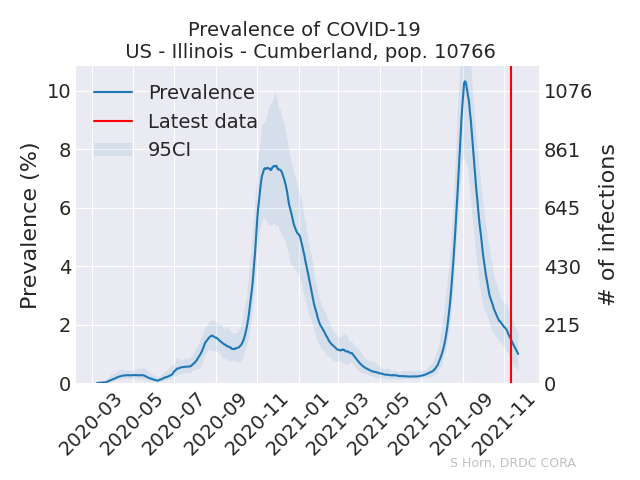 Prevalence of COVID-19
US - Illinois - Cumberland, pop. 10766
Prevalence
Latest data
95CI
Prevalence (%)
10
8
6
4
2
0
1076
861
645
430
215
0
# of infections
2020-03
2020-05
2020-07
2020-09
2020-11
2021-01
2021-03
2021-05
2021-07
2021-09
2021-11
S Horn, DRDC CORA